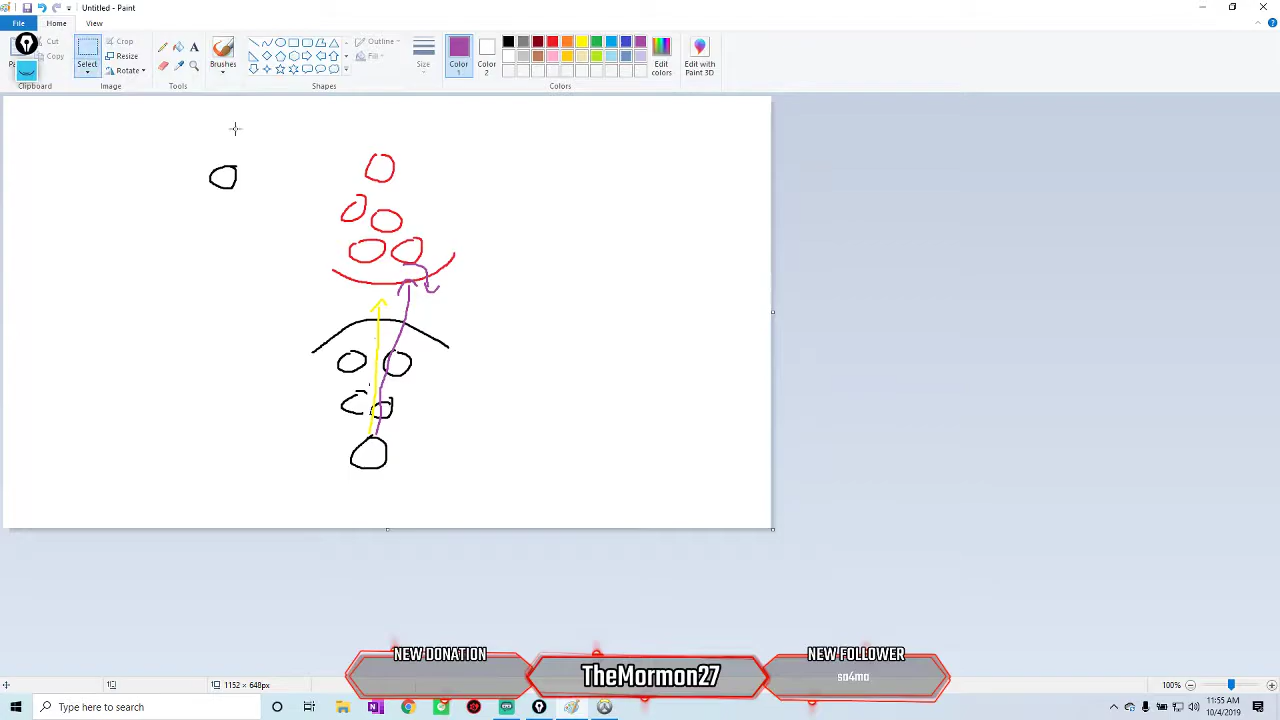 Untitled - Paint
File
Home
View
Cut
Copy
Clipboard
Select
Crop
Resize
Rotate
Image
A
Tools
Brushes
Outline
Fill
Shapes
Size
Color 1
Color 2
Edit colors
Colors
Edit with Paint 3D
NEW DONATION
TheMormon27
NEW FOLLOWER
sa4ma
1152 × 648px
100%
Type here to search
11:55 AM
10/4/2019